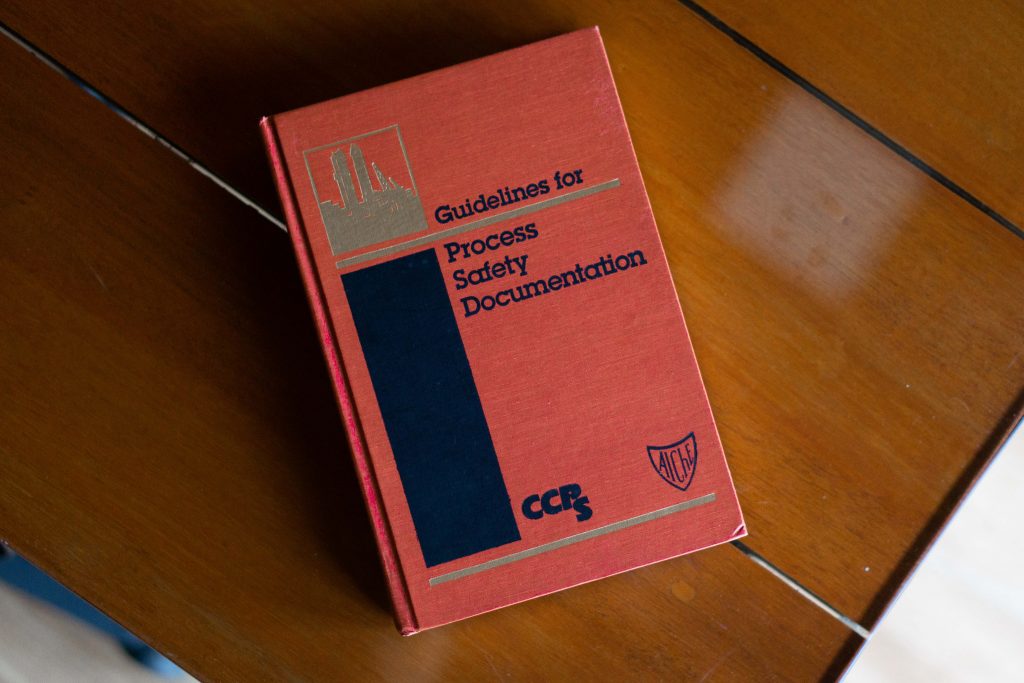 Guidelines for
Process
Safety
Documentation
CCPS
AIChE